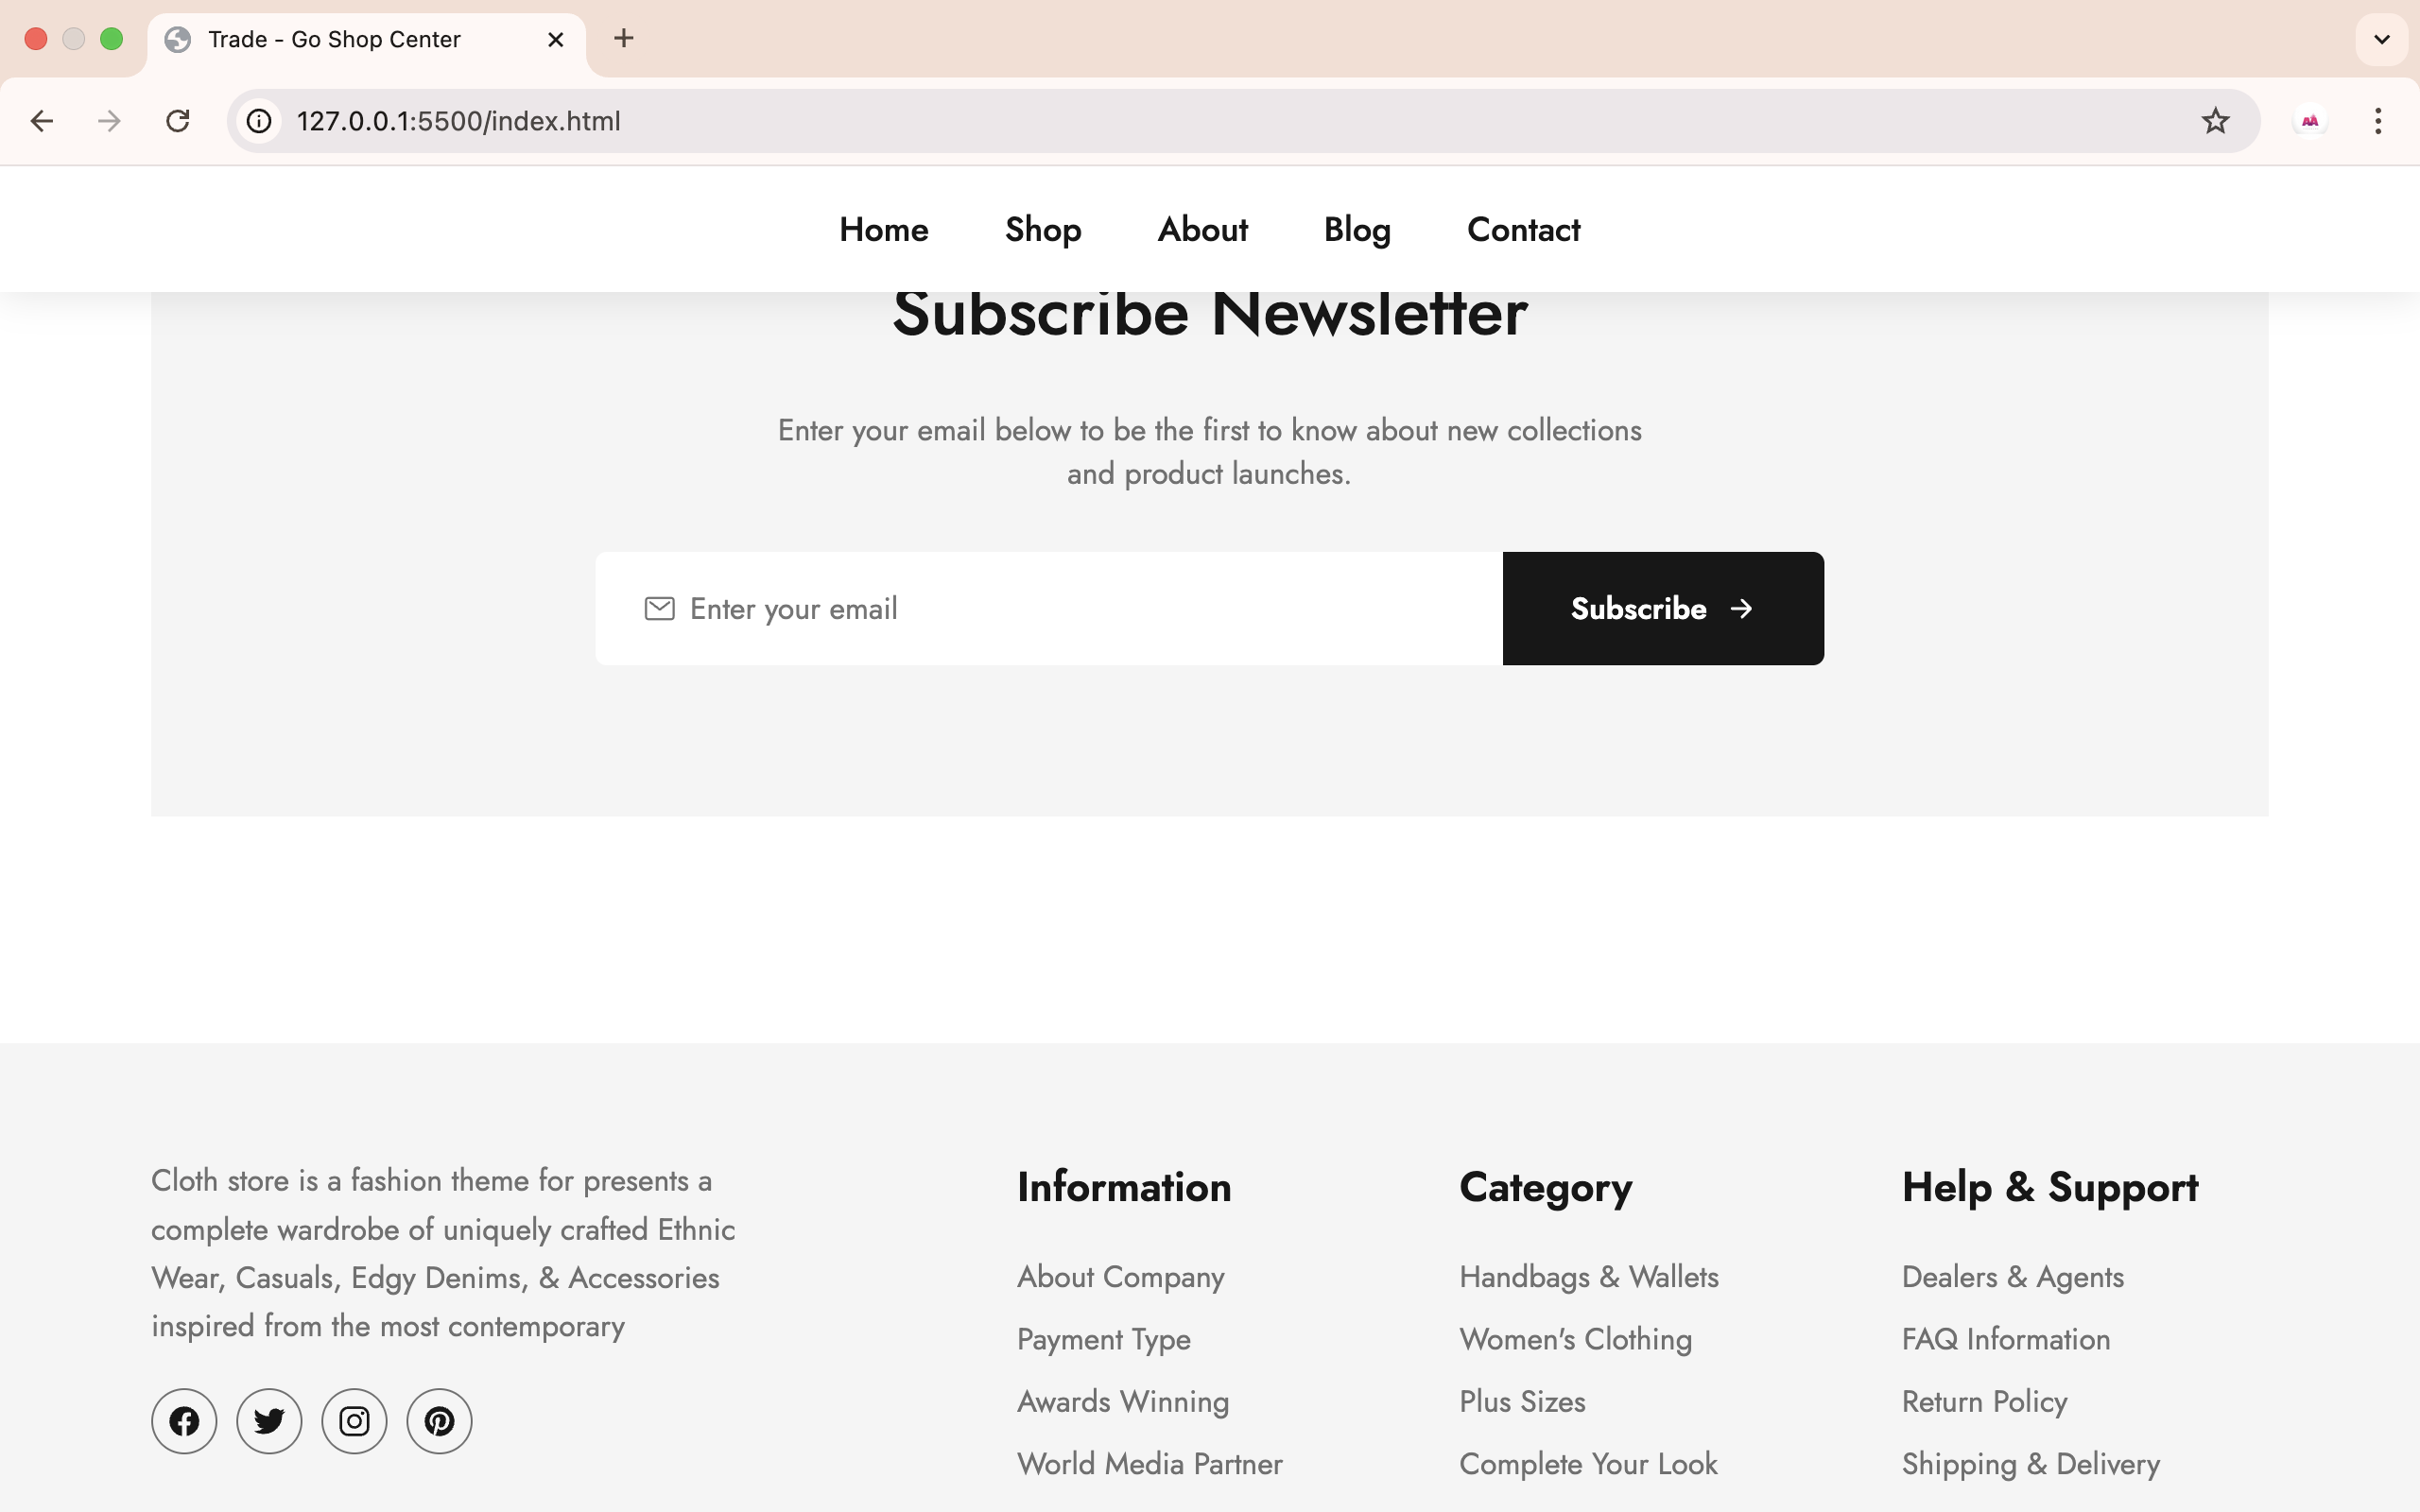 Trade - Go Shop Center
127.0.0.1:5500/index.html
Home Shop About Blog Contact
Subscribe Newsletter
Enter your email below to be the first to know about new collections
and product launches.
Enter your email
Subscribe
Cloth store is a fashion theme for presents a
complete wardrobe of uniquely crafted Ethnic
Wear, Casuals, Edgy Denims, & Accessories
inspired from the most contemporary
Information
About Company
Payment Type
Awards Winning
World Media Partner
Category
Handbags & Wallets
Women's Clothing
Plus Sizes
Complete Your Look
Help & Support
Dealers & Agents
FAQ Information
Return Policy
Shipping & Delivery